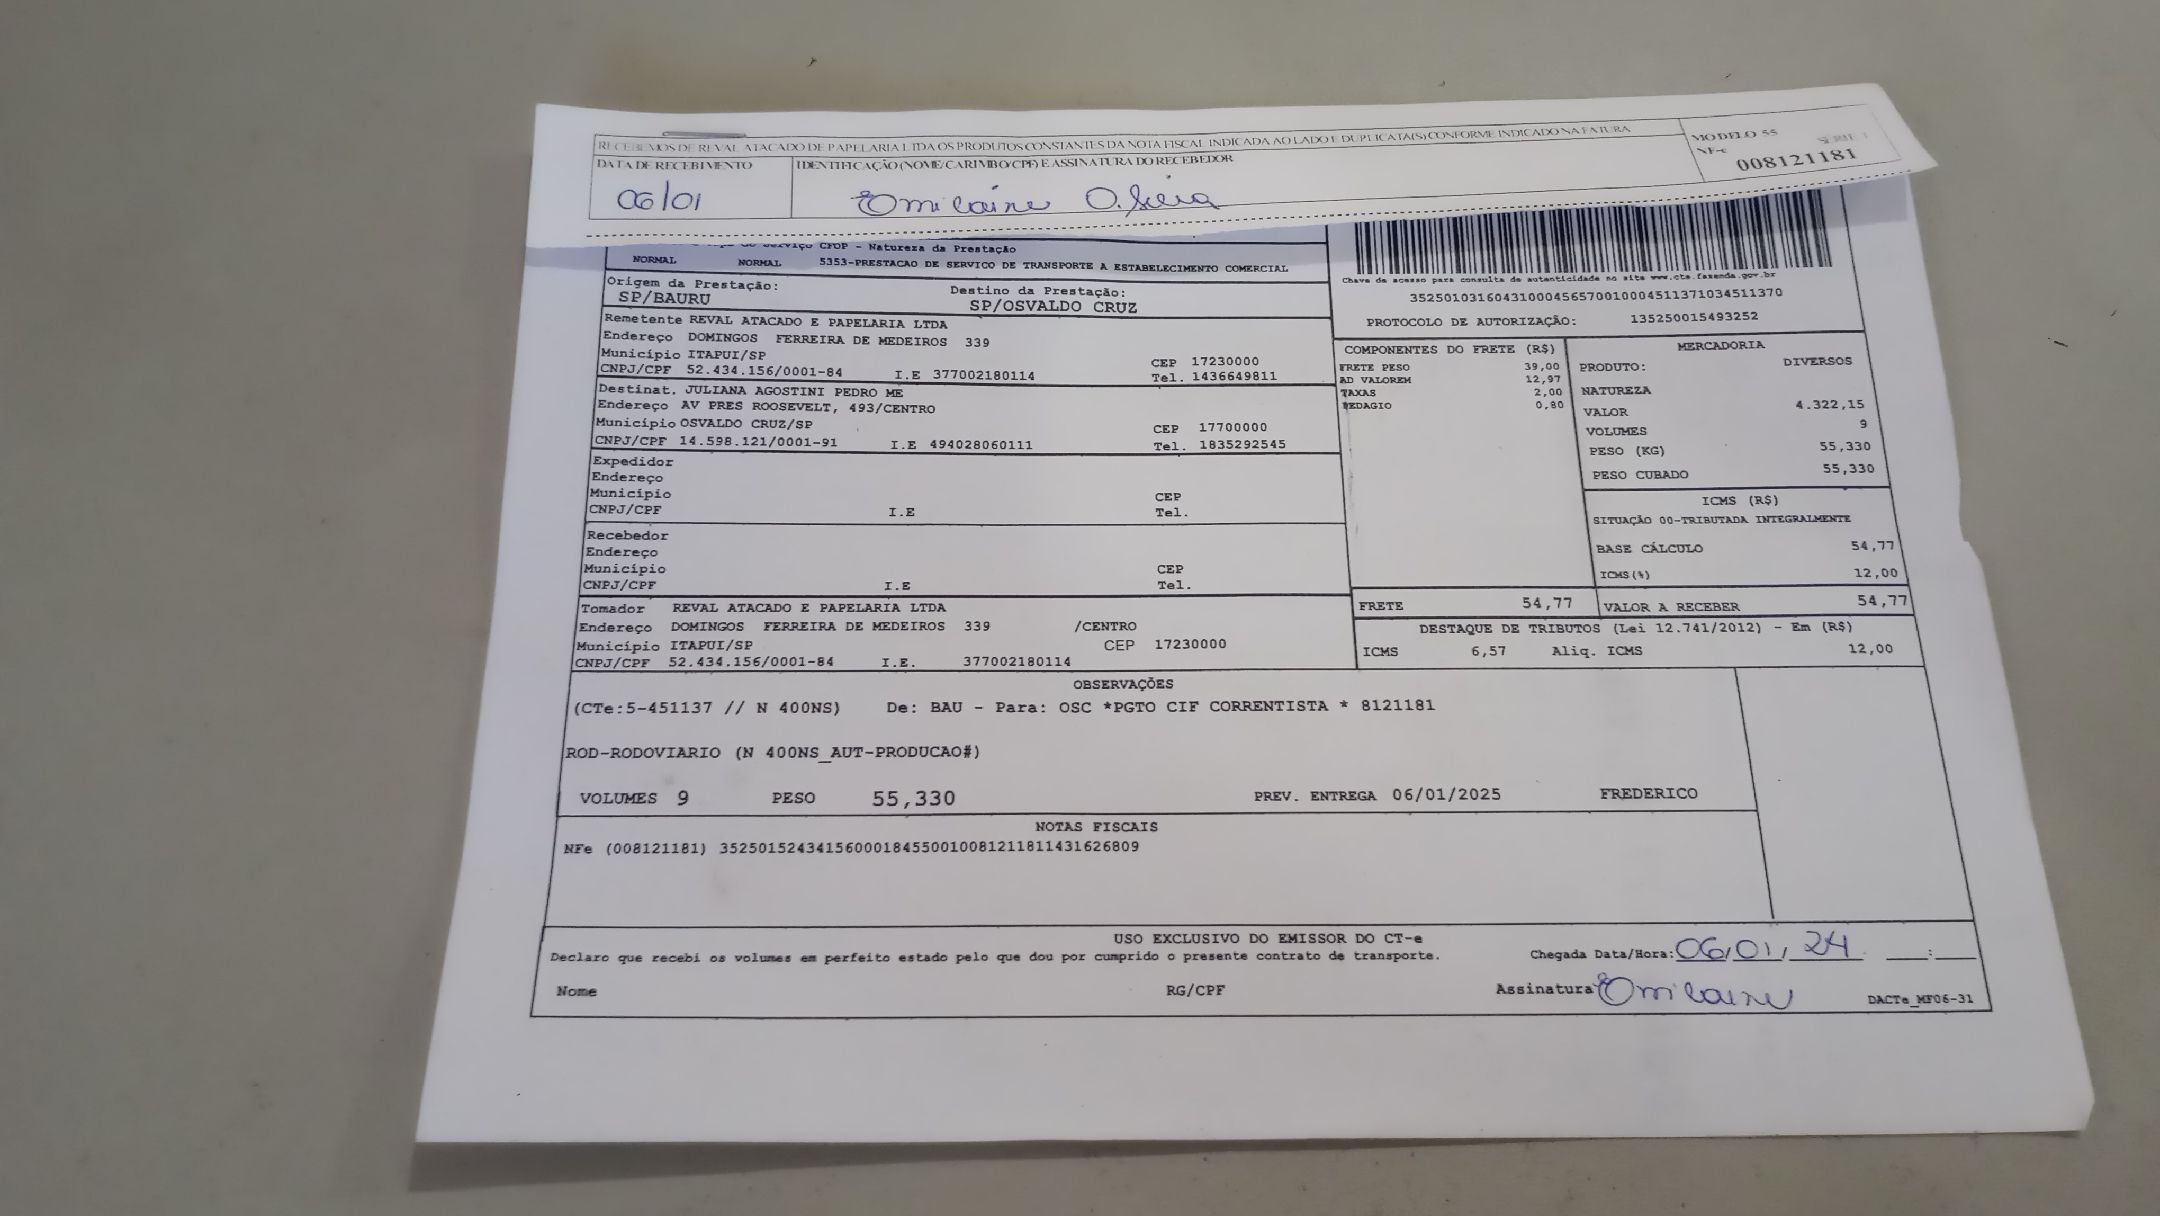 RECEBEMOS DE REVAL ATACADO DE PAPELARIA LTDA OS PRODUTOS CONSTANTES DA NOTA FISCAL INDICADA AO LADO E DUPLICATA(S) CONFORME INDICADO NA FATURA
MODELO 55 SÉRIE 1
NF-e 008121181
DATA DE RECEBIMENTO IDENTIFICAÇÃO (NOME/CARIMBO/CPF) E ASSINATURA DO RECEBEDOR
06/01 Emilaine O.
Serviço CFOP - Natureza da Prestação
NORMAL NORMAL 5353-PRESTACAO DE SERVICO DE TRANSPORTE A ESTABELECIMENTO COMERCIAL
Chave de acesso para consulta de autenticidade no site www.cte.fazenda.gov.br
35250103160431000456570010004511371034511370
PROTOCOLO DE AUTORIZAÇÃO: 135250015493252
Origem da Prestação: Destino da Prestação:
SP/BAURU SP/OSVALDO CRUZ
Remetente REVAL ATACADO E PAPELARIA LTDA
Endereço DOMINGOS FERREIRA DE MEDEIROS 339
Município ITAPUI/SP CEP 17230000
CNPJ/CPF 52.434.156/0001-84 I.E 377002180114 Tel. 1436649811
Destinat. JULIANA AGOSTINI PEDRO ME
Endereço AV PRES ROOSEVELT, 493/CENTRO
Município OSVALDO CRUZ/SP CEP 17700000
CNPJ/CPF 14.598.121/0001-91 I.E 494028060111 Tel. 1835292545
Expedidor
Endereço
Município CEP
CNPJ/CPF I.E Tel.
Recebedor
Endereço
Município CEP
CNPJ/CPF I.E Tel.
Tomador REVAL ATACADO E PAPELARIA LTDA
Endereço DOMINGOS FERREIRA DE MEDEIROS 339 /CENTRO
Município ITAPUI/SP CEP 17230000
CNPJ/CPF 52.434.156/0001-84 I.E. 377002180114
COMPONENTES DO FRETE (R$)
FRETE PESO 39,00
AD VALOREM 12,97
TAXAS 2,00
PEDAGIO 0,80
MERCADORIA
PRODUTO: DIVERSOS
NATUREZA
VALOR 4.322,15
VOLUMES 9
PESO (KG) 55,330
PESO CUBADO 55,330
ICMS (R$)
SITUAÇÃO 00-TRIBUTADA INTEGRALMENTE
BASE CÁLCULO 54,77
ICMS(%) 12,00
FRETE 54,77 VALOR A RECEBER 54,77
DESTAQUE DE TRIBUTOS (Lei 12.741/2012) - Em (R$)
ICMS 6,57 Aliq. ICMS 12,00
OBSERVAÇÕES
(CTe:5-451137 // N 400NS) De: BAU - Para: OSC *PGTO CIF CORRENTISTA * 8121181
ROD-RODOVIARIO (N 400NS_AUT-PRODUCAO#)
VOLUMES 9 PESO 55,330 PREV. ENTREGA 06/01/2025 FREDERICO
NOTAS FISCAIS
NFe (008121181) 35250152434156000184550010081211811431626809
USO EXCLUSIVO DO EMISSOR DO CT-e
Declaro que recebi os volumes em perfeito estado pelo que dou por cumprido o presente contrato de transporte. Chegada Data/Hora: 06/01/24 ____:____
Nome RG/CPF Assinatura Emilaine DACTe_MF06-31